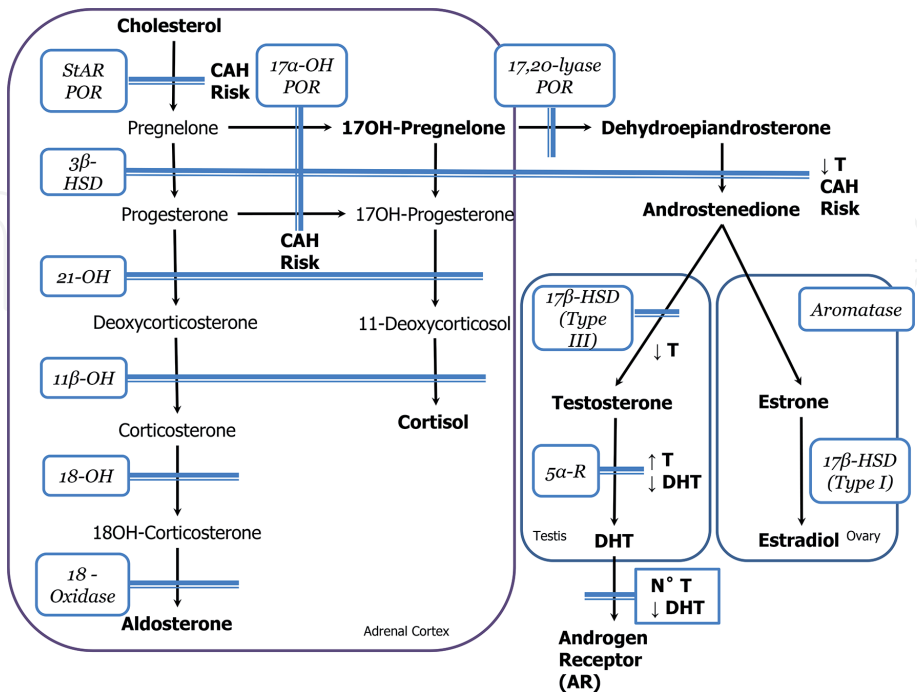 Cholesterol
StAR
POR
CAH
Risk
17α-OH
POR
17,20-lyase
POR
Pregnelone
17OH-Pregnelone
Dehydroepiandrosterone
3β-
HSD
↓ T
CAH
Risk
Progesterone
17OH-Progesterone
Androstenedione
CAH
Risk
21-OH
17β-HSD
(Type
III)
Aromatase
Deoxycorticosterone
11-Deoxycorticosol
↓ T
11β-OH
Testosterone
Estrone
Corticosterone
Cortisol
18-OH
5α-R
↑ T
↓ DHT
17β-HSD
(Type I)
18OH-Corticosterone
Testis
DHT
Estradiol
Ovary
18 -
Oxidase
N° T
↓ DHT
Aldosterone
Adrenal Cortex
Androgen
Receptor
(AR)